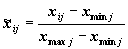 x̄ij = (xij − xmin j) / (xmax j − xmin j)